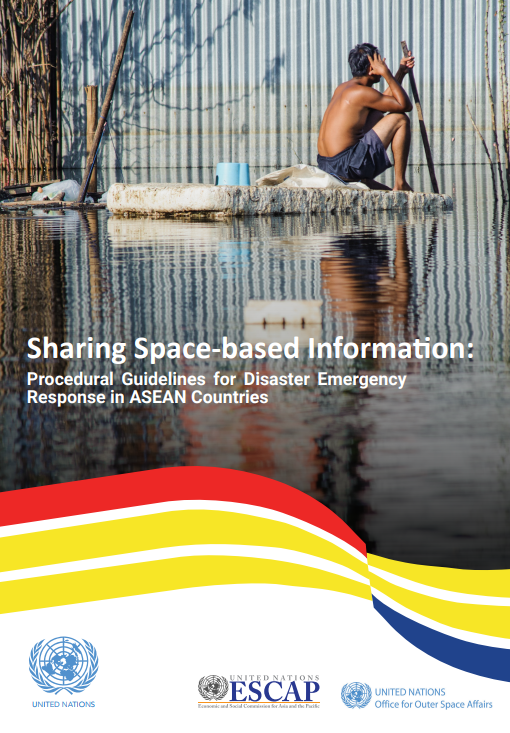 Sharing Space-based Information:
Procedural Guidelines for Disaster Emergency
Response in ASEAN Countries
UNITED NATIONS
UNITED NATIONS
ESCAP
Economic and Social Commission for Asia and the Pacific
UNITED NATIONS
Office for Outer Space Affairs